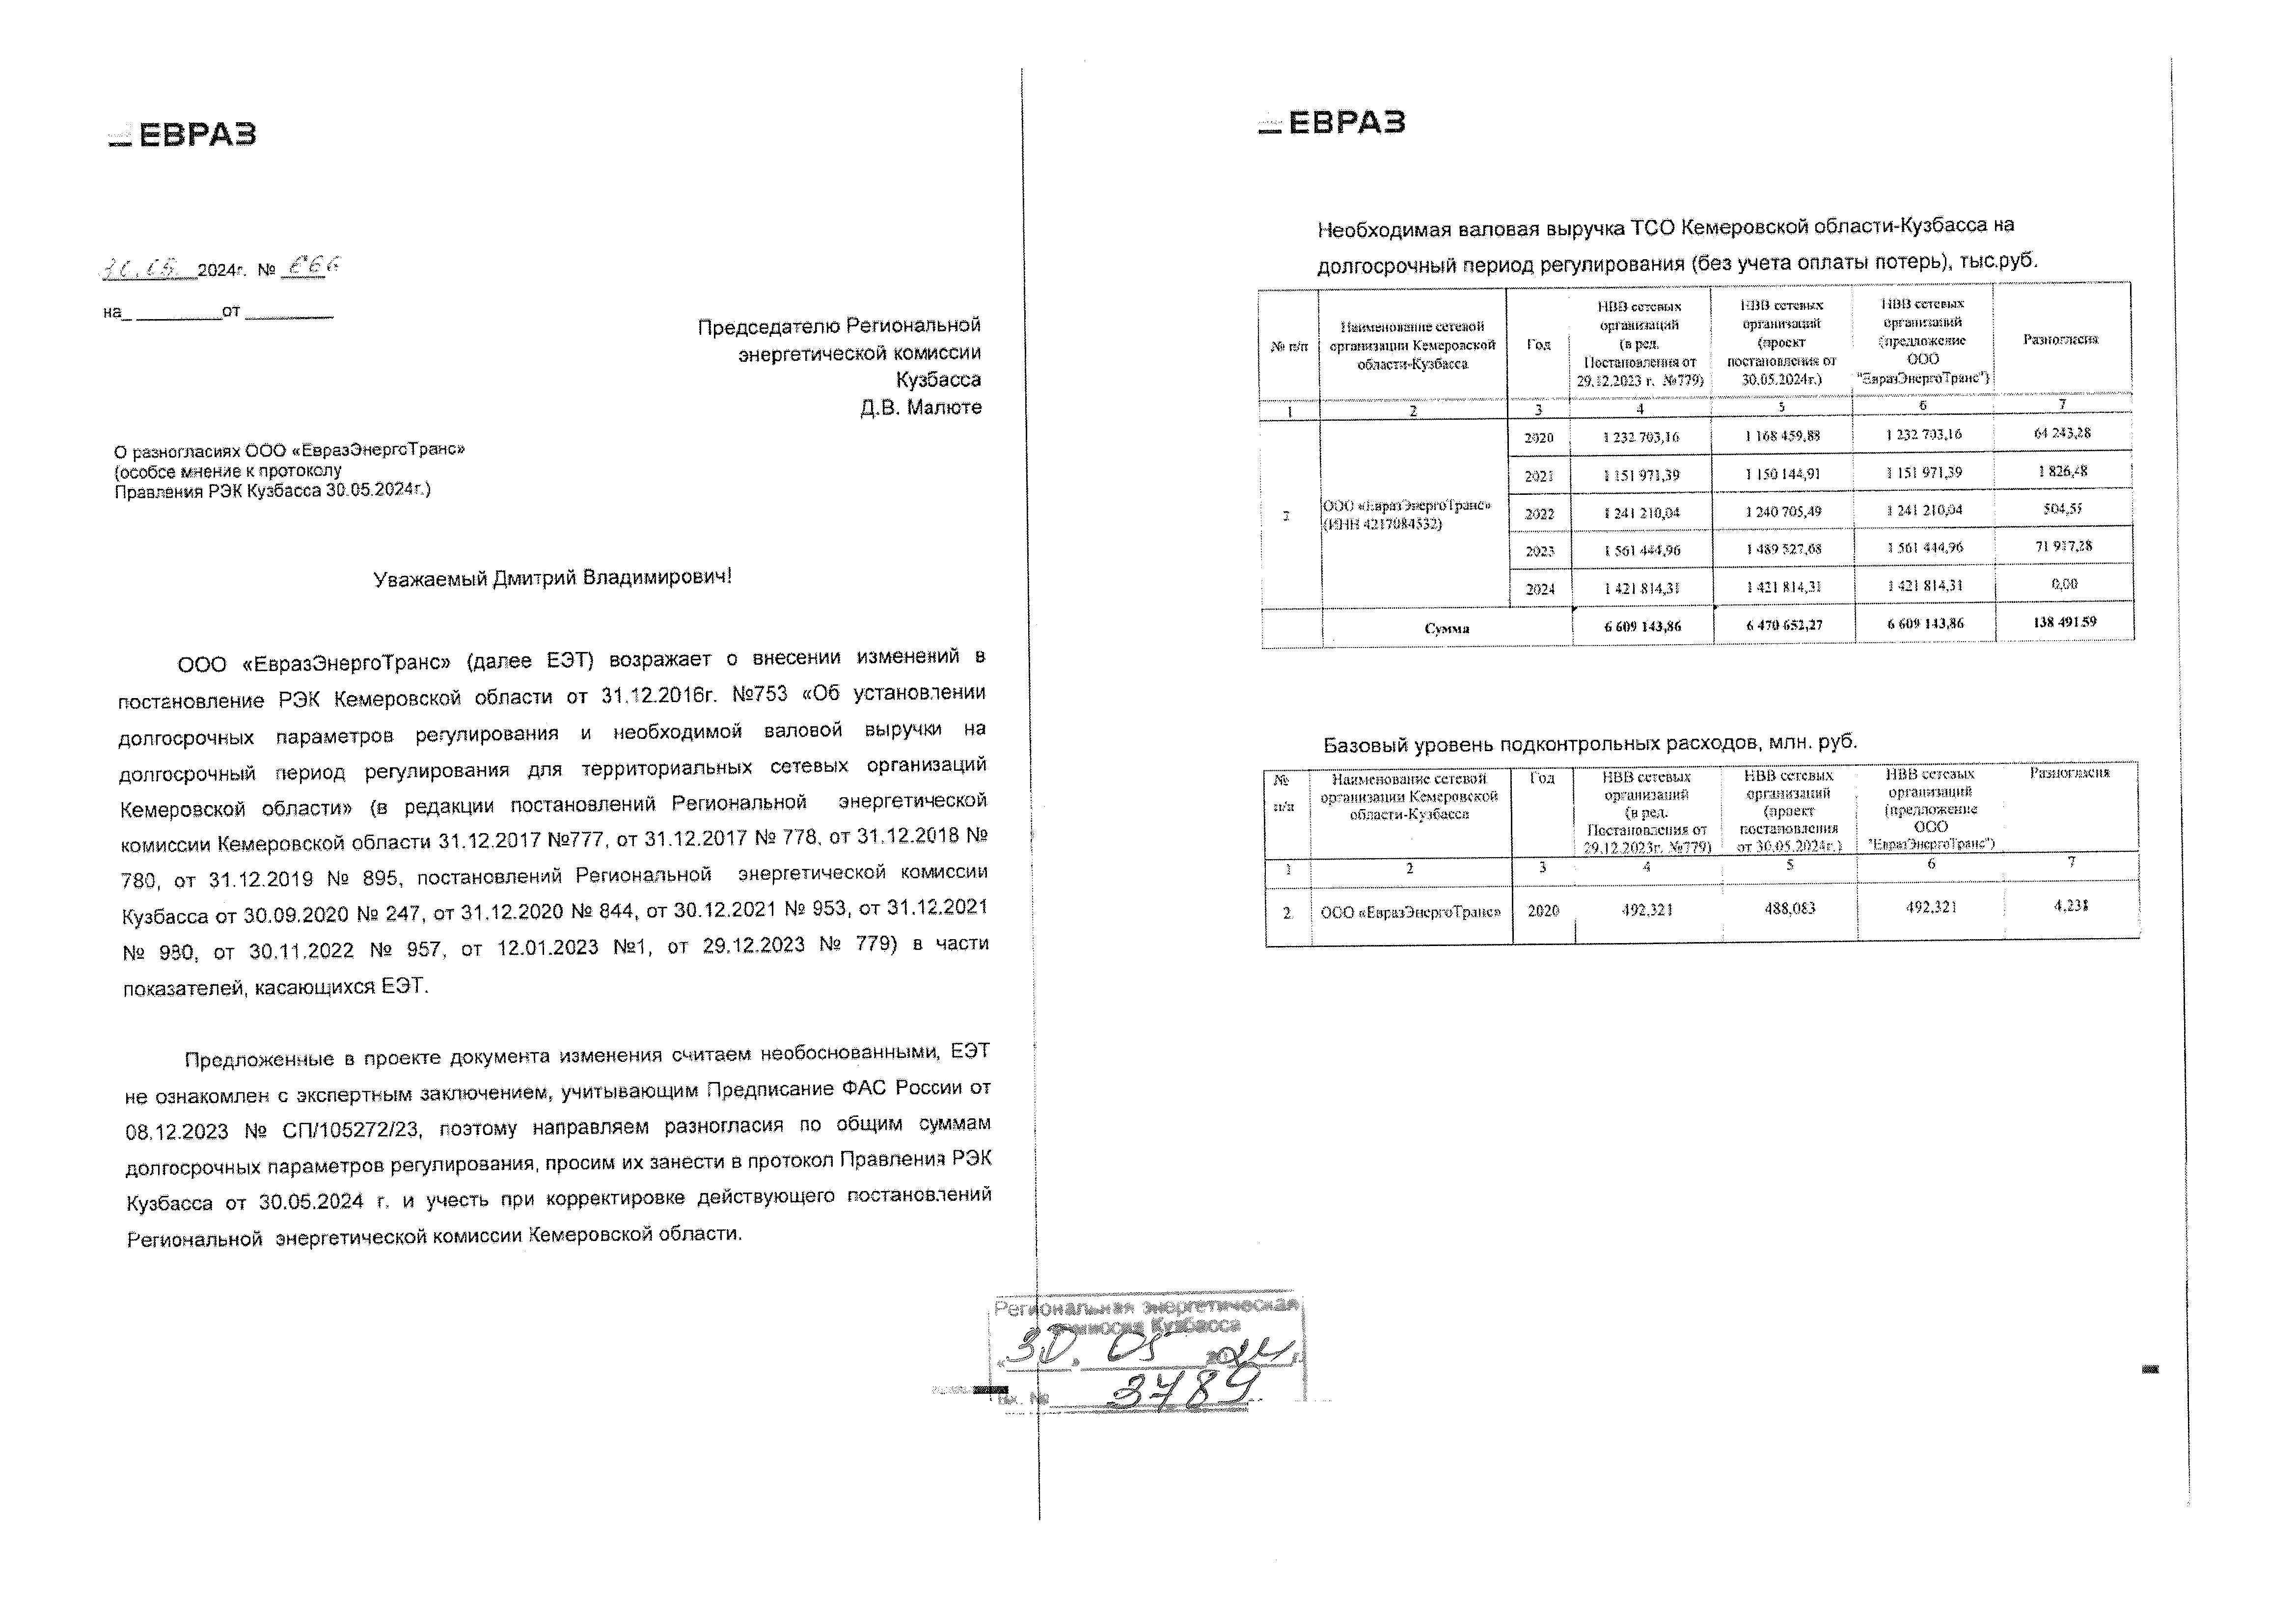 ЕВРАЗ
2024г. № 666
на_ от
Председателю Региональной
энергетической комиссии
Кузбасса
Д.В. Малюте
О разногласиях ООО «ЕвразЭнергоТранс»
(особсе мнение к протоколу
Правления РЭК Кузбасса 30.05.2024г.)
Уважаемый Дмитрий Владимирович!
ООО «ЕвразЭнергоТранс» (далее ЕЭТ) возражает о внесении изменений в
постановление РЭК Кемеровской области от 31.12.2016г. №753 «Об установлении
долгосрочных параметров регулирования и необходимой валовой выручки на
долгосрочный период регулирования для территориальных сетевых организаций
Кемеровской области» (в редакции постановлений Региональной энергетической
комиссии Кемеровской области 31.12.2017 №777, от 31.12.2017 № 778, от 31.12.2018 №
780, от 31.12.2019 № 895, постановлений Региональной энергетической комиссии
Кузбасса от 30.09.2020 № 247, от 31.12.2020 № 844, от 30.12.2021 № 953, от 31.12.2021
№ 980, от 30.11.2022 № 957, от 12.01.2023 №1, от 29.12.2023 № 779) в части
показателей, касающихся ЕЭТ.
Предложенные в проекте документа изменения считаем необоснованными, ЕЭТ
не ознакомлен с экспертным заключением, учитывающим Предписание ФАС России от
08.12.2023 № СП/105272/23, поэтому направляем разногласия по общим суммам
долгосрочных параметров регулирования, просим их занести в протокол Правления РЭК
Кузбасса от 30.05.2024 г. и учесть при корректировке действующего постановлений
Региональной энергетической комиссии Кемеровской области.
Региональная энергетическая
комиссия Кузбасса
« 30 » 05 2024 г.
Вх. № 3789
ЕВРАЗ
Необходимая валовая выручка ТСО Кемеровской области-Кузбасса на
долгосрочный период регулирования (без учета оплаты потерь), тыс.руб.
№ п/п Наименование сетевой организации Кемеровской области-Кузбасса Год НВВ сетевых организаций (в ред. Постановления от 29.12.2023 г. №779) НВВ сетевых организаций (проект постановления от 30.05.2024г.) НВВ сетевых организаций (предложение ООО "ЕвразЭнергоТранс") Разногласия
1 2 3 4 5 6 7
2 ООО «ЕвразЭнергоТранс» (ИНН 4217084532)
2020 1 232 703,16 1 168 459,88 1 232 703,16 64 243,28
2021 1 151 971,39 1 150 144,91 1 151 971,39 1 826,48
2022 1 241 210,04 1 240 705,49 1 241 210,04 504,55
2023 1 561 444,96 1 489 527,68 1 561 444,96 71 917,28
2024 1 421 814,31 1 421 814,31 1 421 814,31 0,00
Сумма 6 609 143,86 6 470 652,27 6 609 143,86 138 491 59
Базовый уровень подконтрольных расходов, млн. руб.
№ п/п Наименование сетевой организации Кемеровской области-Кузбасса Год НВВ сетевых организаций (в ред. Постановления от 29.12.2023г. №779) НВВ сетевых организаций (проект постановления от 30.05.2024г.) НВВ сетевых организаций (предложение ООО "ЕвразЭнергоТранс") Разногласия
1 2 3 4 5 6 7
2 ООО «ЕвразЭнергоТранс» 2020 492,321 488,083 492,321 4,238